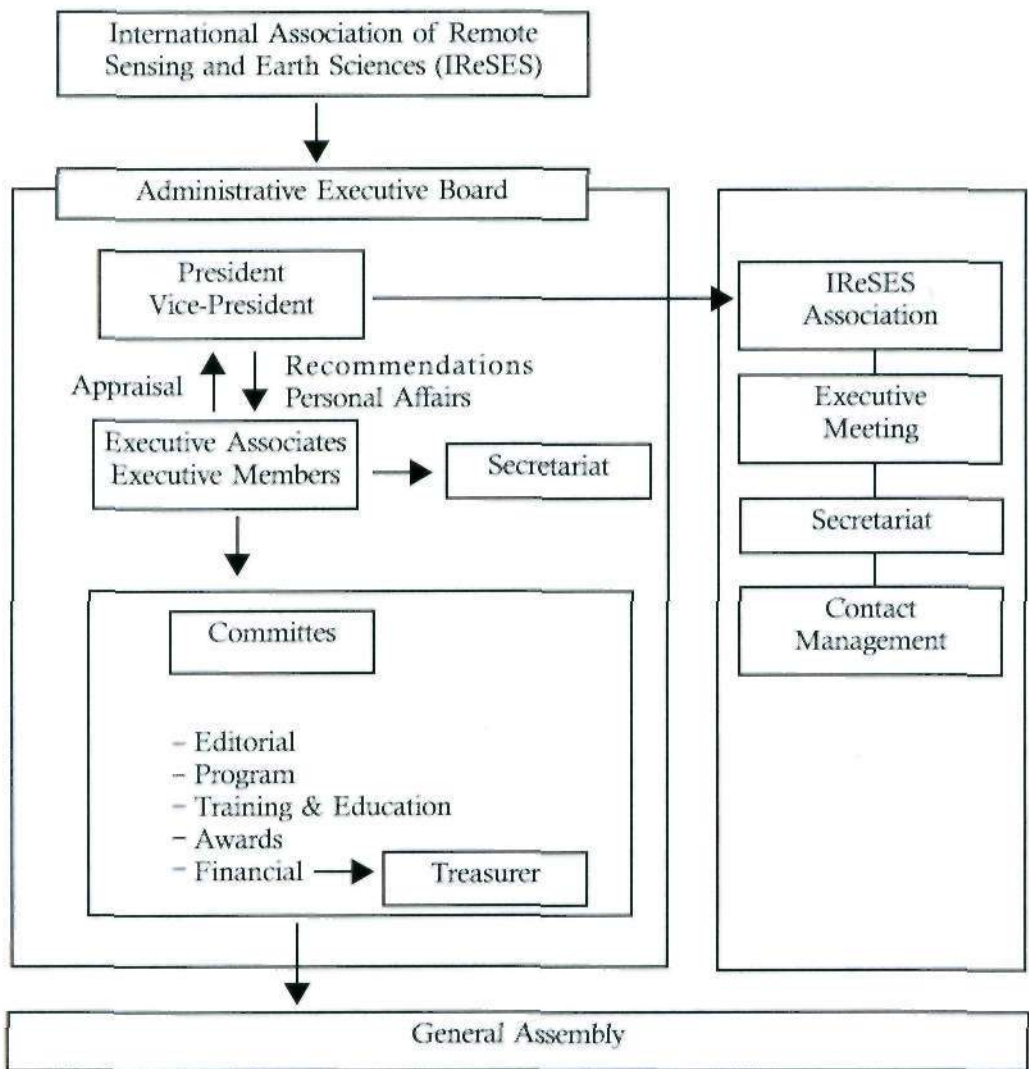 International Association of Remote
Sensing and Earth Sciences (IReSES)
Administrative Executive Board
President
Vice-President
Appraisal
Recommendations
Personal Affairs
Executive Associates
Executive Members
Secretariat
Committes
– Editorial
– Program
– Training & Education
– Awards
– Financial
Treasurer
IReSES
Association
Executive
Meeting
Secretariat
Contact
Management
General Assembly